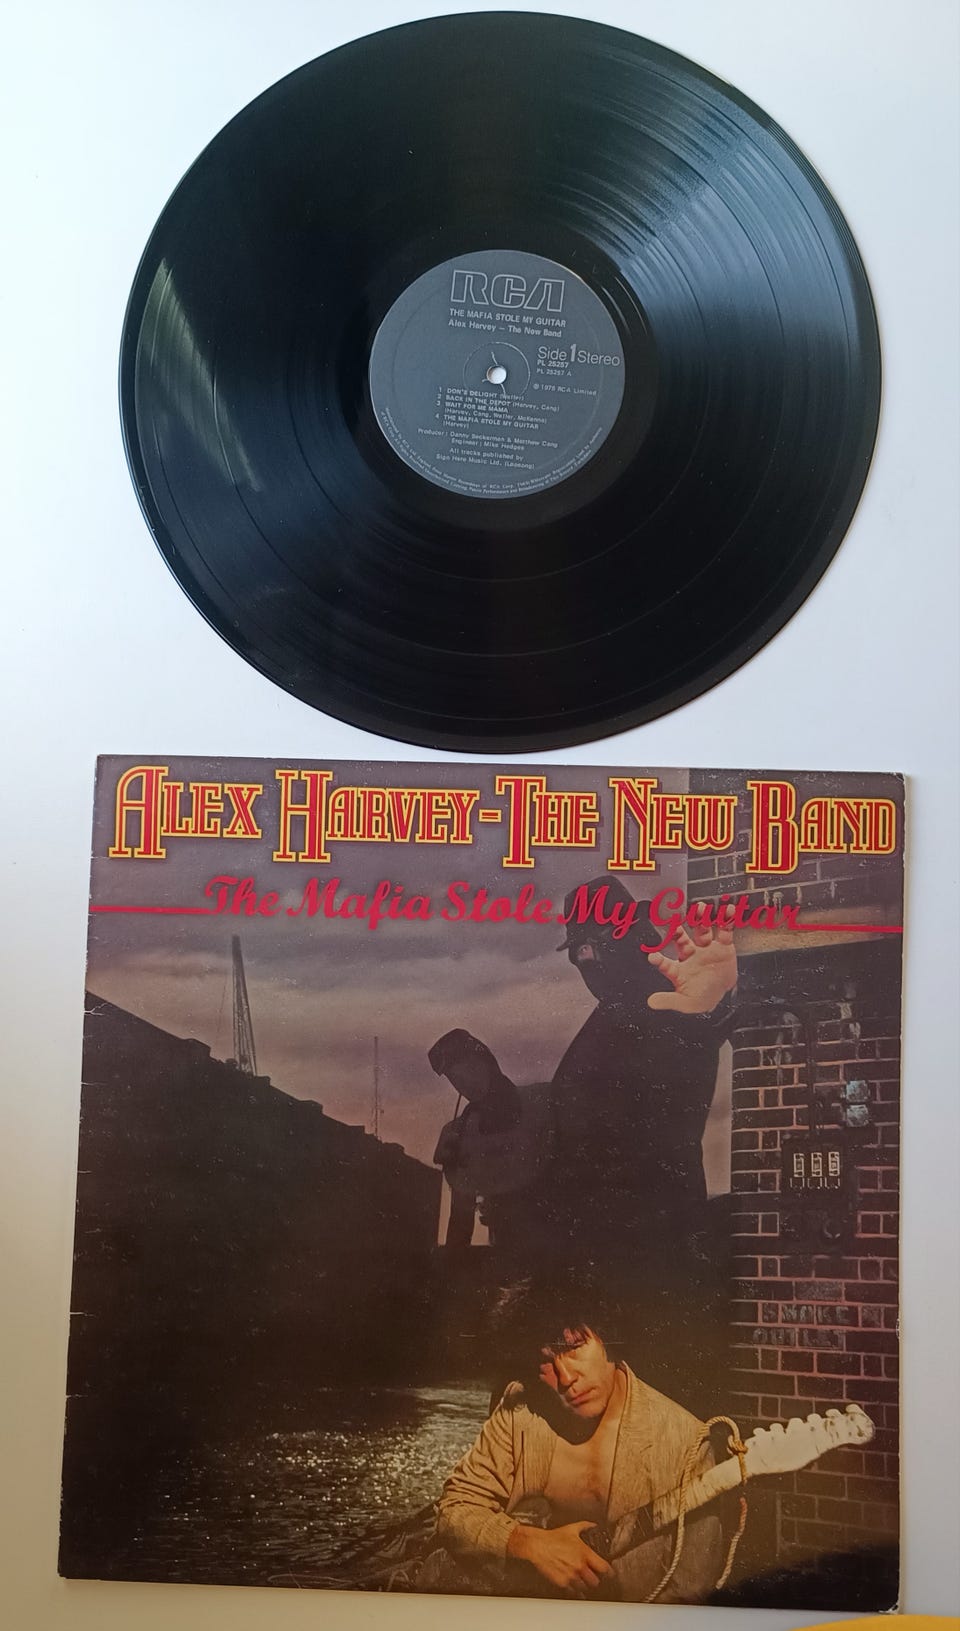 RCA
THE MAFIA STOLE MY GUITAR
Alex Harvey – The New Band
Side 1 Stereo
PL 25257
PL 25257 A
℗ 1979 RCA Limited
1 DON'S DELIGHT (Wetler)
2 BACK IN THE DEPOT (Harvey, Cang)
3 WAIT FOR ME MAMA
(Harvey, Cang, Wetler, McKenna)
4 THE MAFIA STOLE MY GUITAR
(Harvey)
Producer: Danny Beckerman & Matthew Cang
Engineer: Mike Hedges
All tracks published by
Sign Here Music Ltd. (Leosong)
ALEX HARVEY-THE NEW BAND
The Mafia Stole My Guitar
SMOKE